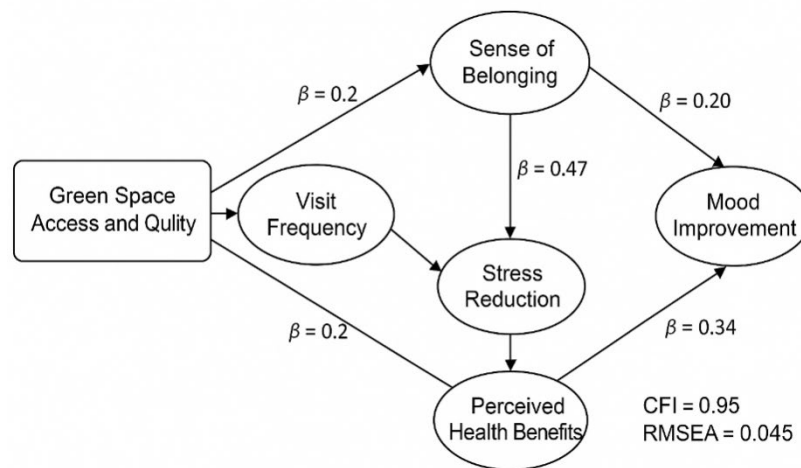 Sense of
Belonging
β = 0.2
β = 0.20
Green Space
Access and Qulity
Visit
Frequency
β = 0.47
Mood
Improvement
Stress
Reduction
β = 0.2
β = 0.34
Perceived
Health Benefits
CFI = 0.95
RMSEA = 0.045